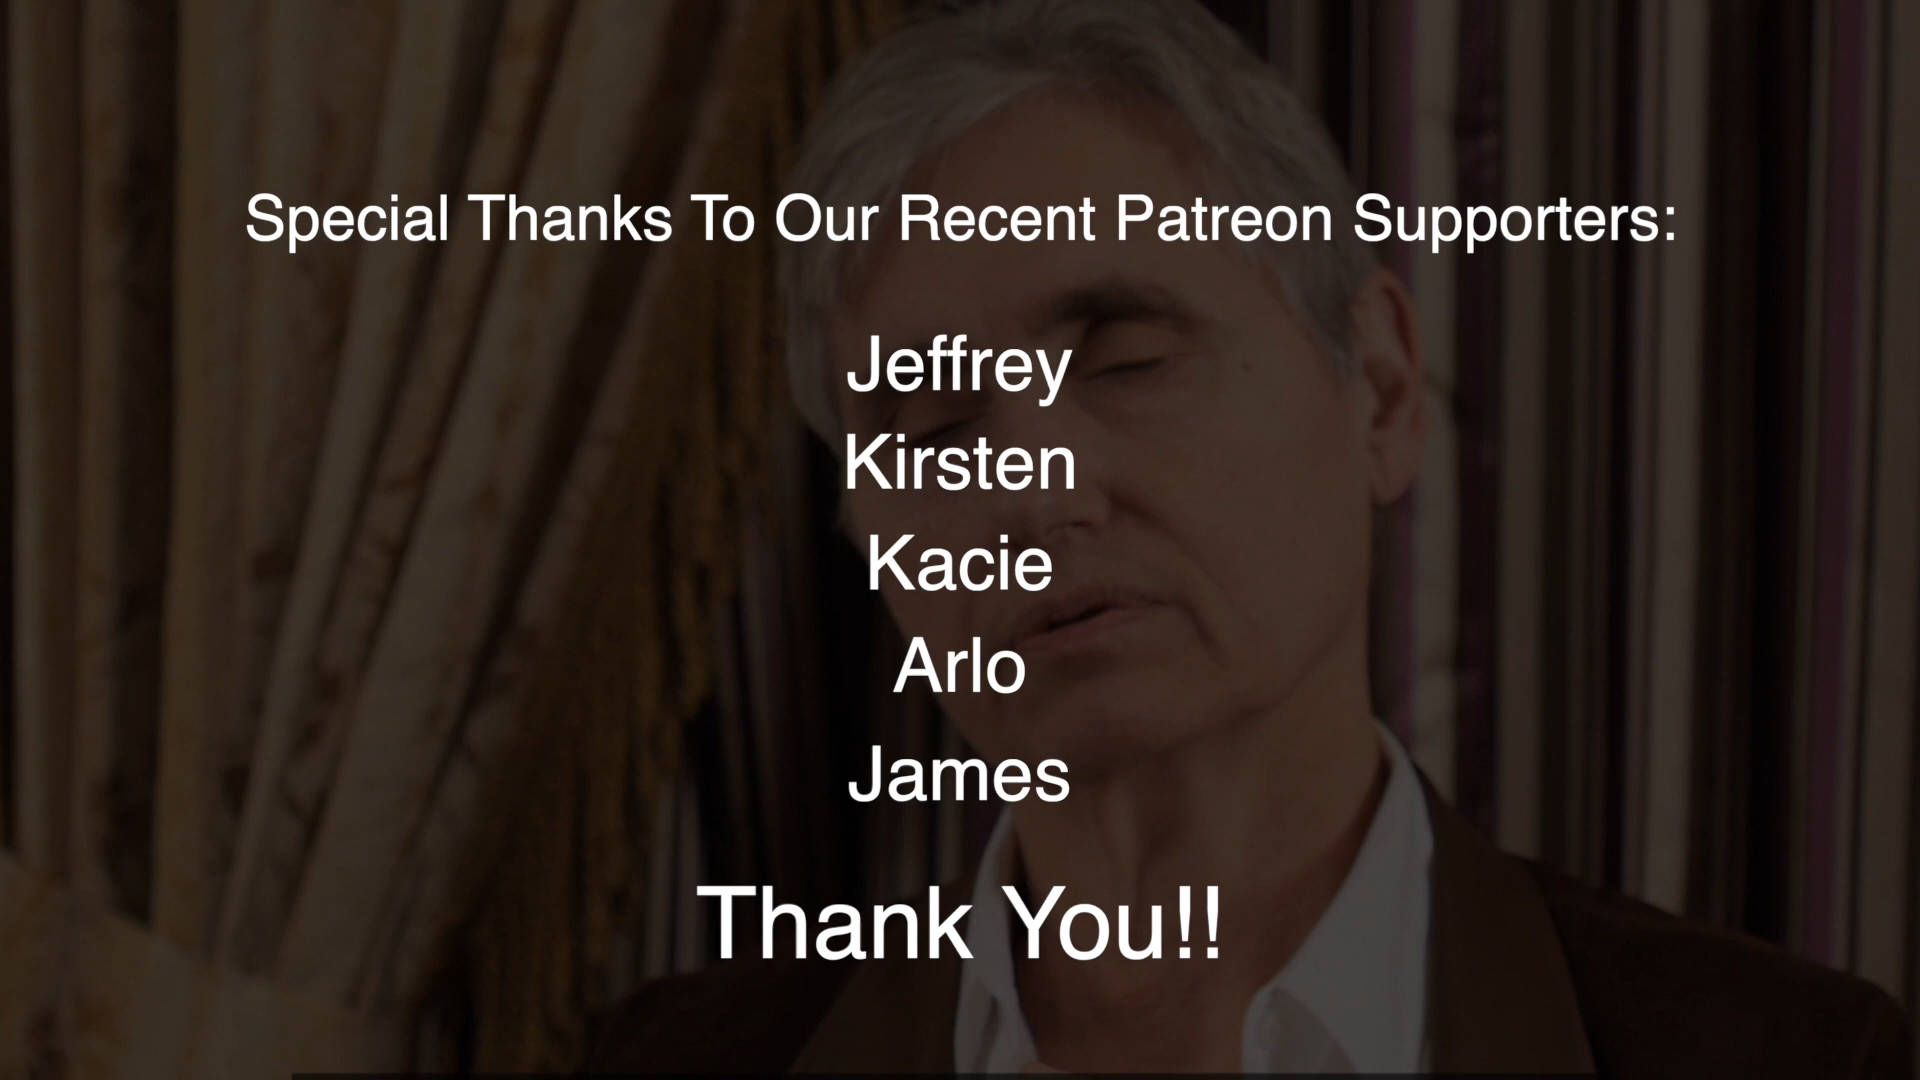 Special Thanks To Our Recent Patreon Supporters:
Jeffrey
Kirsten
Kacie
Arlo
James
Thank You!!